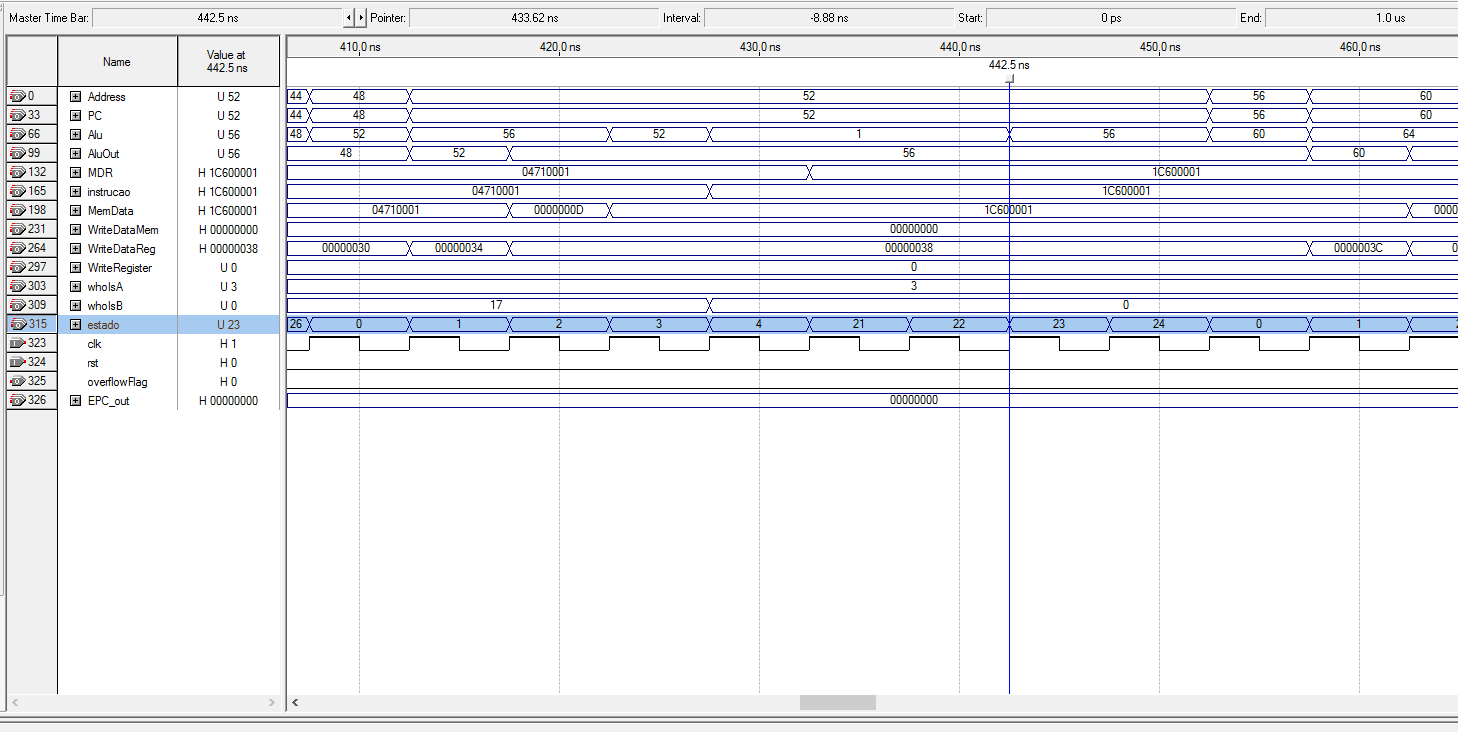 Master Time Bar: 442.5 ns Pointer: 433.62 ns Interval: -8.88 ns Start: 0 ps End: 1.0 us
Name Value at 442.5 ns 410.0 ns 420.0 ns 430.0 ns 440.0 ns 450.0 ns 460.0 ns
442.5 ns
0 Address U 52 44 48 52 56 60
33 PC U 52 44 48 52 56 60
66 Alu U 56 48 52 56 52 1 56 60 64
99 AluOut U 56 48 52 56 60
132 MDR H 1C600001 04710001 1C600001
165 instrucao H 1C600001 04710001 1C600001
198 MemData H 1C600001 04710001 0000000D 1C600001 0000
231 WriteDataMem H 00000000 00000000
264 WriteDataReg H 00000038 00000030 00000034 00000038 0000003C 0
297 WriteRegister U 0 0
303 whoIsA U 3 3
309 whoIsB U 0 17 0
315 estado U 23 26 0 1 2 3 4 21 22 23 24 0 1 2
323 clk H 1
324 rst H 0
325 overflowFlag H 0
326 EPC_out H 00000000 00000000